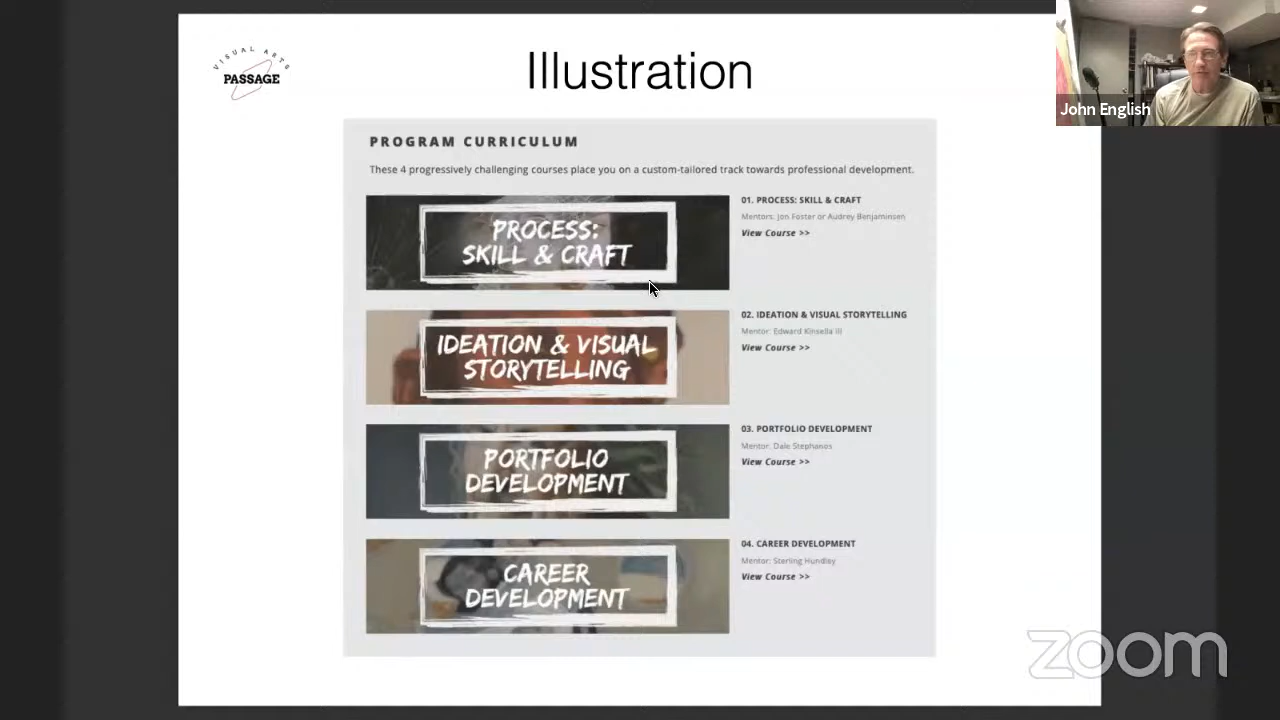 VISUAL ARTS
PASSAGE
Illustration
John English
PROGRAM CURRICULUM
These 4 progressively challenging courses place you on a custom-tailored track towards professional development.
PROCESS:
SKILL & CRAFT
01. PROCESS: SKILL & CRAFT
Mentors: Jon Foster or Audrey Benjaminsen
View Course >>
IDEATION & VISUAL
STORYTELLING
02. IDEATION & VISUAL STORYTELLING
Mentor: Edward Kinsella III
View Course >>
PORTFOLIO
DEVELOPMENT
03. PORTFOLIO DEVELOPMENT
Mentor: Dale Stephanos
View Course >>
CAREER
DEVELOPMENT
04. CAREER DEVELOPMENT
Mentor: Sterling Hundley
View Course >>
zoom